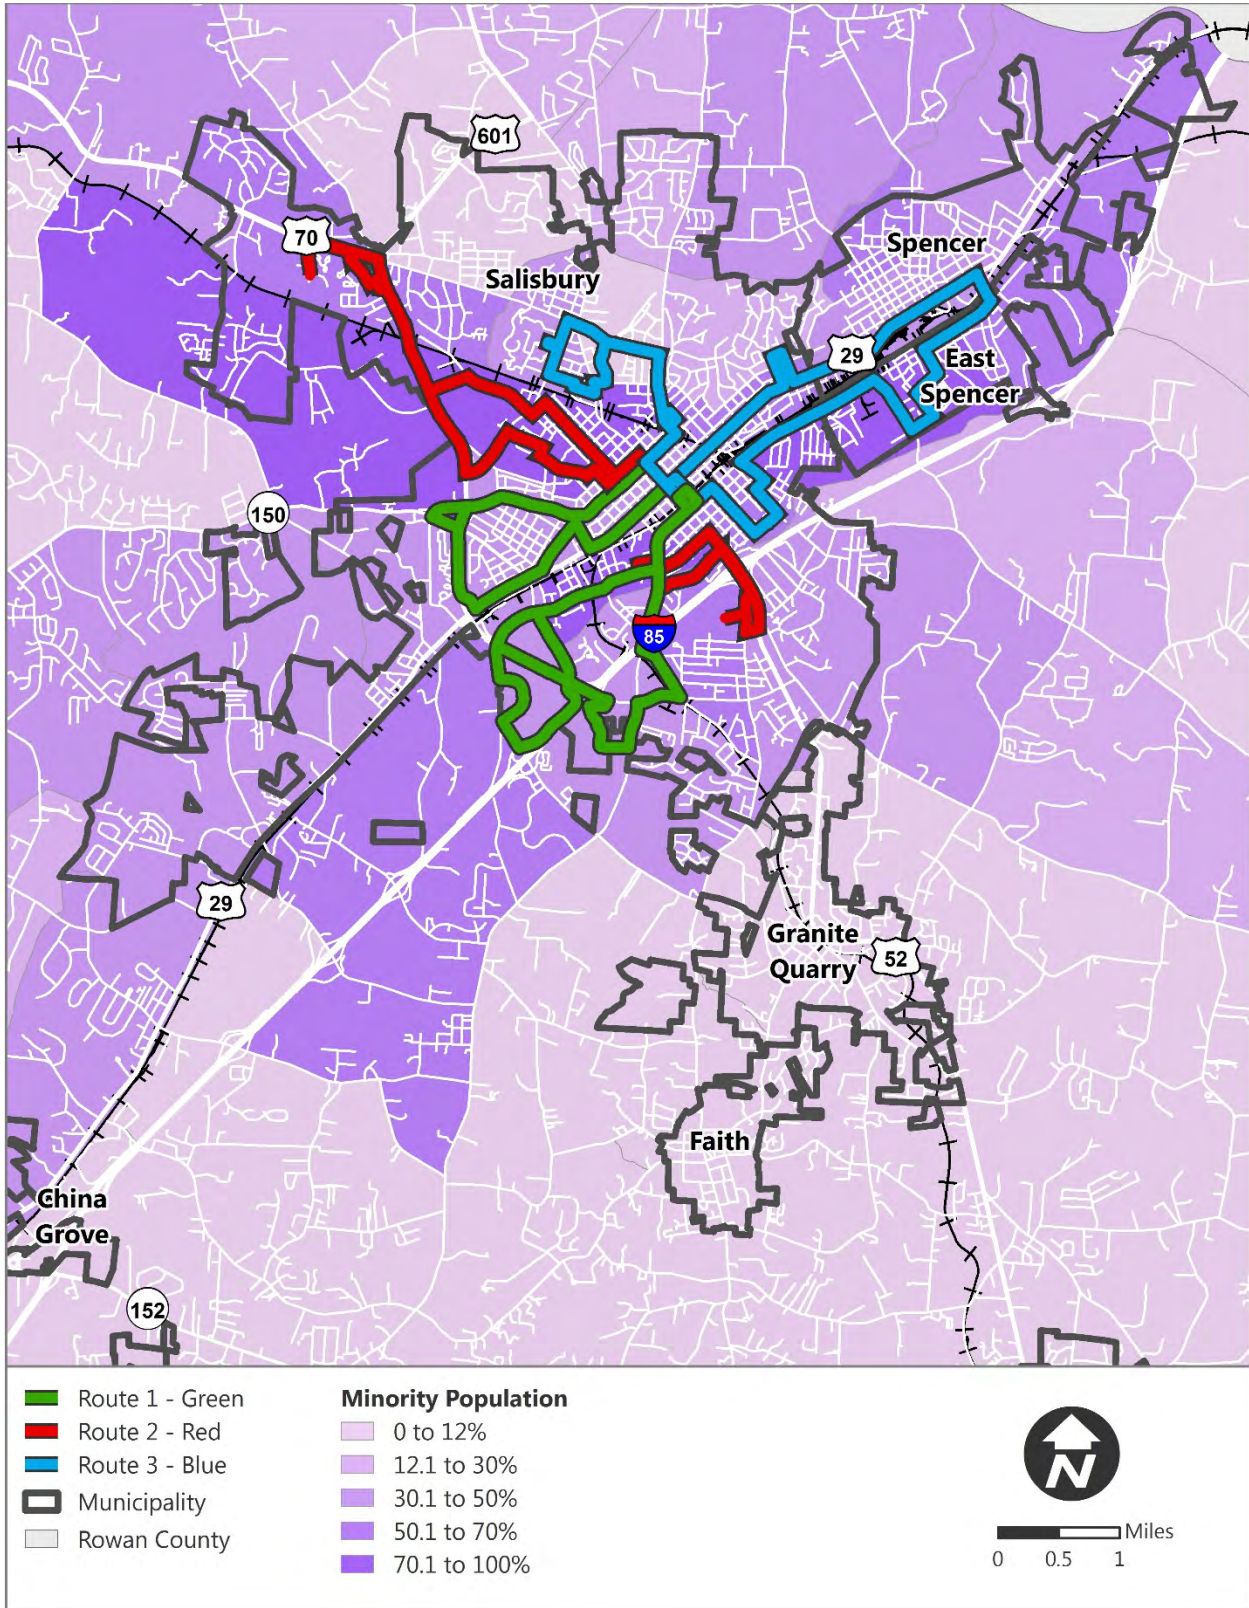 601
Spencer
70
Salisbury
29
East
Spencer
150
85
29
Granite
Quarry
52
Faith
China
Grove
152
Route 1 - Green
Route 2 - Red
Route 3 - Blue
Municipality
Rowan County
Minority Population
0 to 12%
12.1 to 30%
30.1 to 50%
50.1 to 70%
70.1 to 100%
N
Miles
0 0.5 1